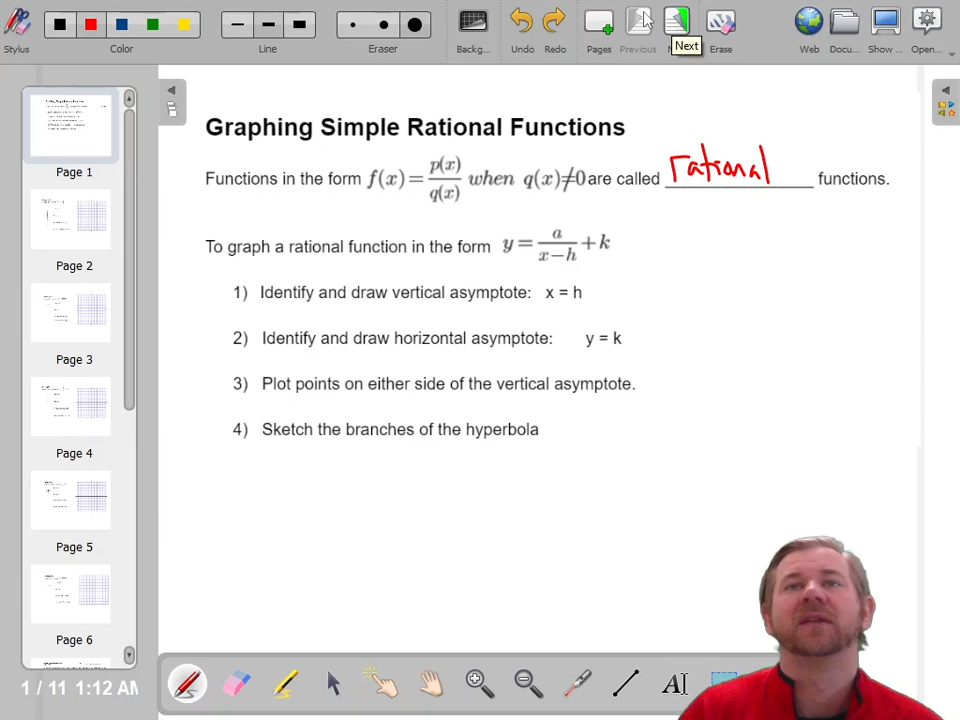 Stylus
Color
Line
Eraser
Backg...
Undo
Redo
Pages
Previous
Next
Erase
Web
Docu...
Show ...
Open...
Page 1
Page 2
Page 3
Page 4
Page 5
Page 6
1 / 11 1:12 AM
Graphing Simple Rational Functions
Functions in the form f(x)=p(x)/q(x) when q(x)≠0 are called rational functions.
To graph a rational function in the form y=a/(x−h)+k
1) Identify and draw vertical asymptote: x = h
2) Identify and draw horizontal asymptote: y = k
3) Plot points on either side of the vertical asymptote.
4) Sketch the branches of the hyperbola